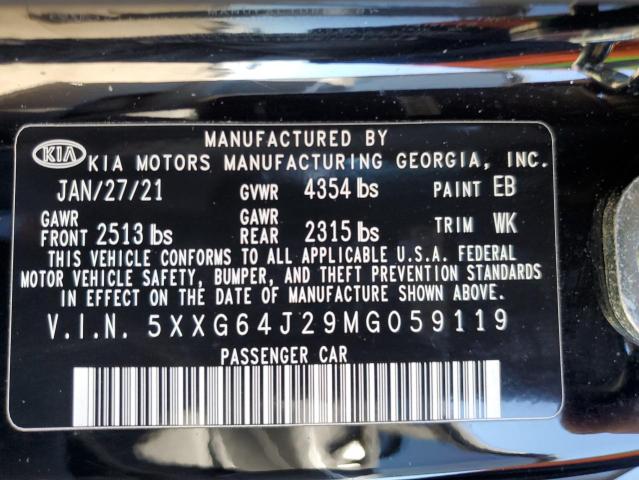 MANUFACTURED BY
KIA KIA MOTORS MANUFACTURING GEORGIA, INC.
JAN/27/21 GVWR 4354 lbs PAINT EB
GAWR FRONT 2513 lbs GAWR REAR 2315 lbs TRIM WK
THIS VEHICLE CONFORMS TO ALL APPLICABLE U.S.A. FEDERAL
MOTOR VEHICLE SAFETY, BUMPER, AND THEFT PREVENTION STANDARDS
IN EFFECT ON THE DATE OF MANUFACTURE SHOWN ABOVE.
V.I.N. 5XXG64J29MG059119
PASSENGER CAR